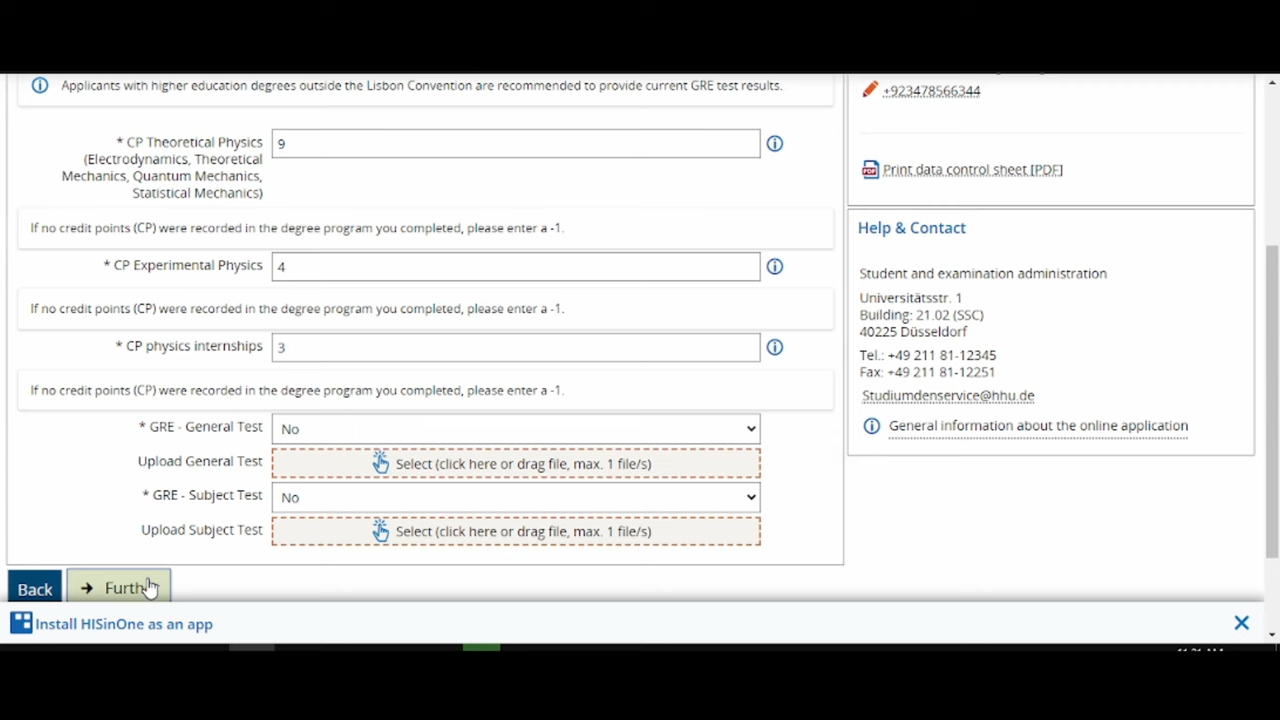 Applicants with higher education degrees outside the Lisbon Convention are recommended to provide current GRE test results.
* CP Theoretical Physics
(Electrodynamics, Theoretical
Mechanics, Quantum Mechanics,
Statistical Mechanics)
9
If no credit points (CP) were recorded in the degree program you completed, please enter a -1.
* CP Experimental Physics
4
If no credit points (CP) were recorded in the degree program you completed, please enter a -1.
* CP physics internships
3
If no credit points (CP) were recorded in the degree program you completed, please enter a -1.
* GRE - General Test
No
Upload General Test
Select (click here or drag file, max. 1 file/s)
* GRE - Subject Test
No
Upload Subject Test
Select (click here or drag file, max. 1 file/s)
Back
+923478566344
Print data control sheet [PDF]
Help & Contact
Student and examination administration
Universitätsstr. 1
Building: 21.02 (SSC)
40225 Düsseldorf
Tel.: +49 211 81-12345
Fax: +49 211 81-12251
Studiumdenservice@hhu.de
General information about the online application
Install HISinOne as an app